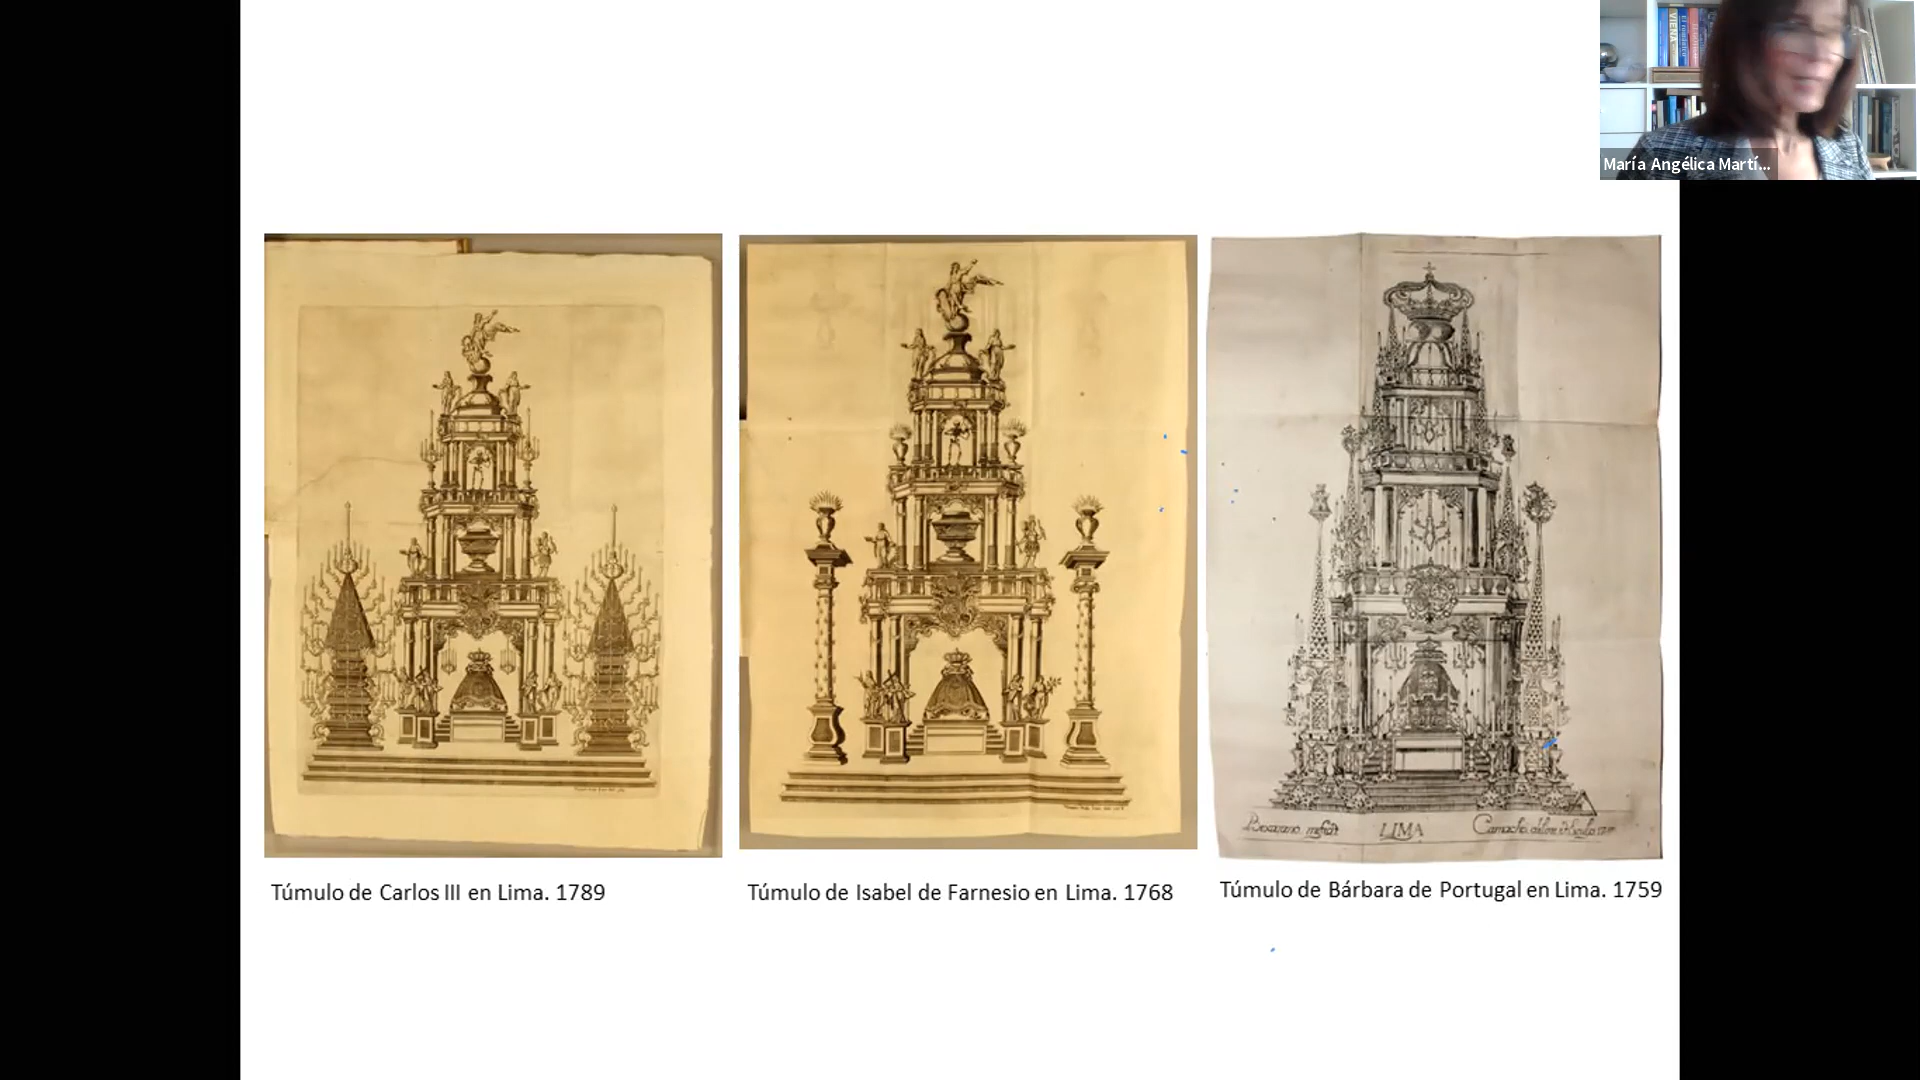 VIENA
María Angélica Martí...
LIMA
Túmulo de Carlos III en Lima. 1789
Túmulo de Isabel de Farnesio en Lima. 1768
Túmulo de Bárbara de Portugal en Lima. 1759